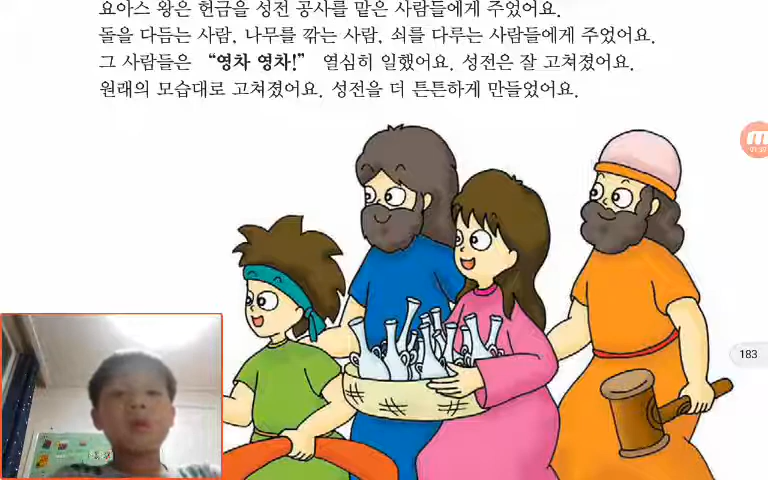 요아스 왕은 헌금을 성전 공사를 맡은 사람들에게 주었어요.
돌을 다듬는 사람, 나무를 깎는 사람, 쇠를 다루는 사람들에게 주었어요.
그 사람들은 “영차 영차!” 열심히 일했어요. 성전은 잘 고쳐졌어요.
원래의 모습대로 고쳐졌어요. 성전을 더 튼튼하게 만들었어요.
183